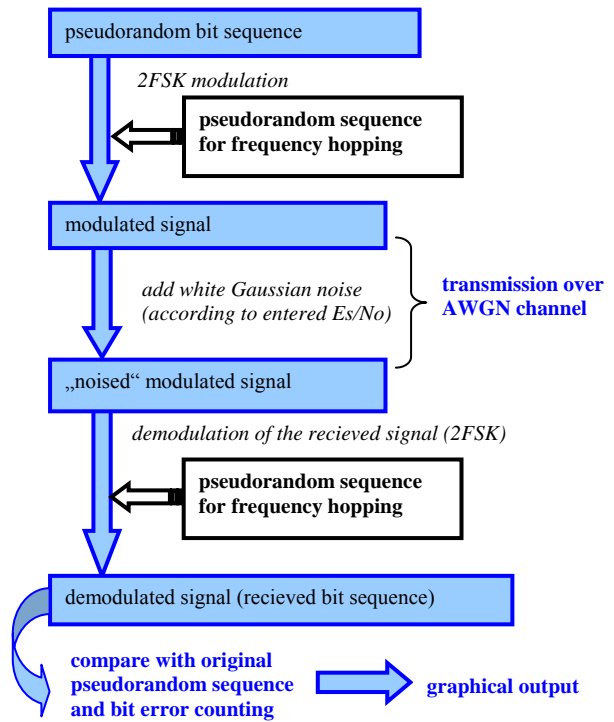 pseudorandom bit sequence
2FSK modulation
pseudorandom sequence
for frequency hopping
modulated signal
add white Gaussian noise
(according to entered Es/No)
transmission over
AWGN channel
„noised“ modulated signal
demodulation of the recieved signal (2FSK)
pseudorandom sequence
for frequency hopping
demodulated signal (recieved bit sequence)
compare with original
pseudorandom sequence
and bit error counting
graphical output